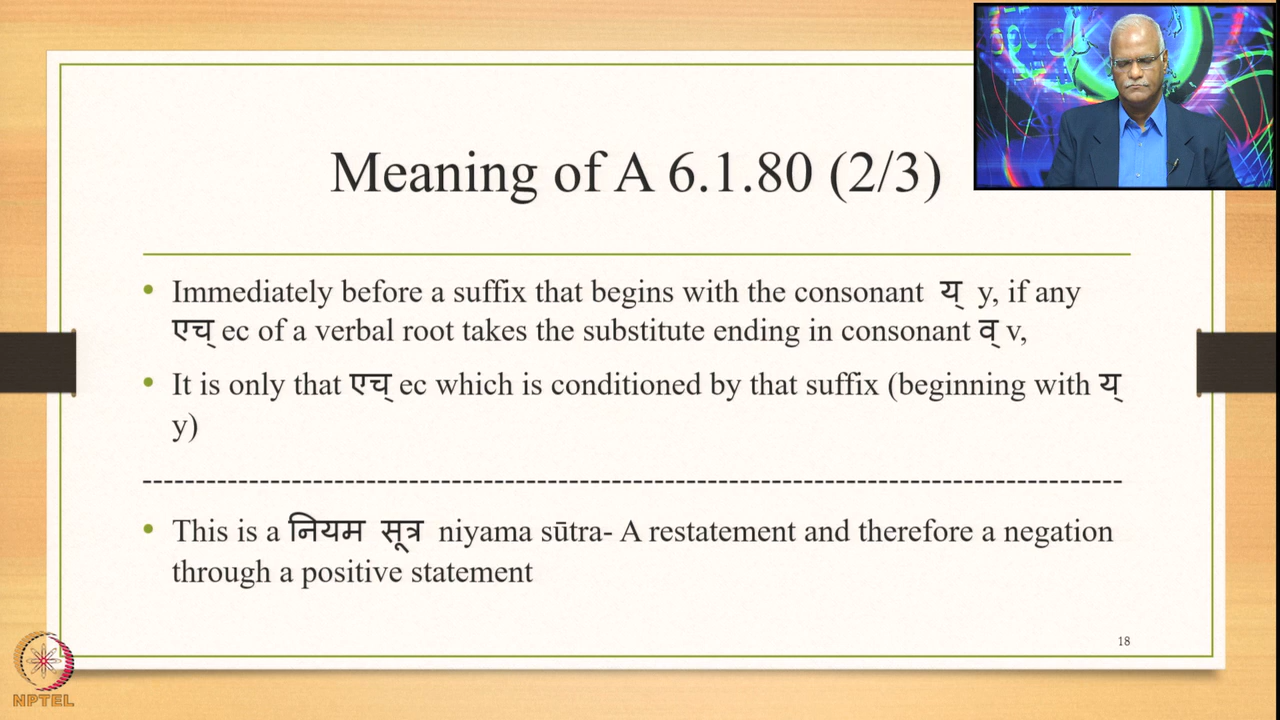 Meaning of A 6.1.80 (2/3)
• Immediately before a suffix that begins with the consonant य् y, if any
एच् ec of a verbal root takes the substitute ending in consonant व् v,
• It is only that एच् ec which is conditioned by that suffix (beginning with य्
y)
--------------------------------------------------------------------------------
• This is a नियम सूत्र niyama sūtra- A restatement and therefore a negation
through a positive statement
18
NPTEL